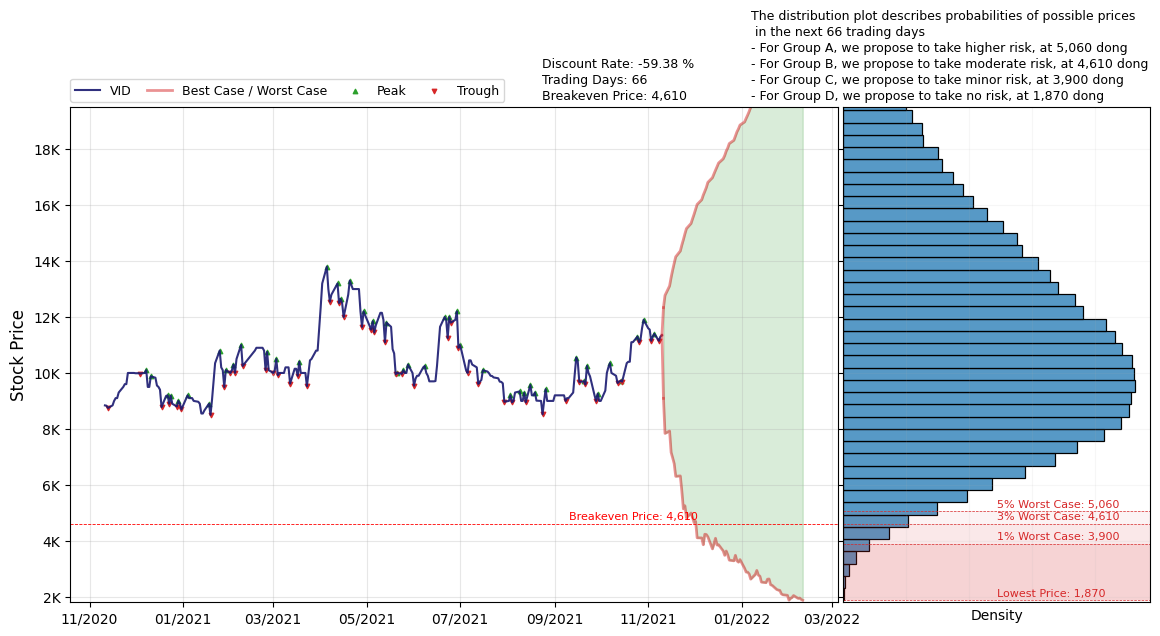 The distribution plot describes probabilities of possible prices
in the next 66 trading days
- For Group A, we propose to take higher risk, at 5,060 dong
- For Group B, we propose to take moderate risk, at 4,610 dong
- For Group C, we propose to take minor risk, at 3,900 dong
- For Group D, we propose to take no risk, at 1,870 dong
Discount Rate: -59.38 %
Trading Days: 66
Breakeven Price: 4,610
VID
Best Case / Worst Case
Peak
Trough
Stock Price
18K
16K
14K
12K
10K
8K
6K
4K
2K
Breakeven Price: 4,610
11/2020
01/2021
03/2021
05/2021
07/2021
09/2021
11/2021
01/2022
03/2022
5% Worst Case: 5,060
3% Worst Case: 4,610
1% Worst Case: 3,900
Lowest Price: 1,870
Density